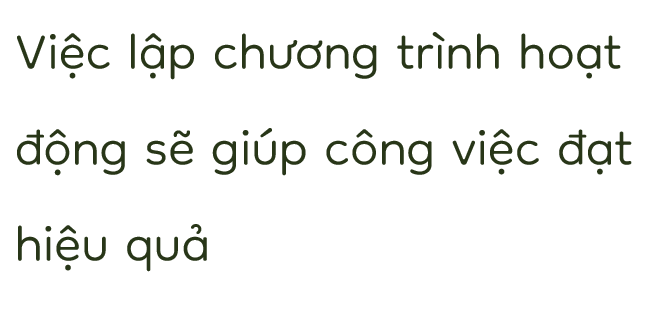 Việc lập chương trình hoạt
động sẽ giúp công việc đạt
hiệu quả